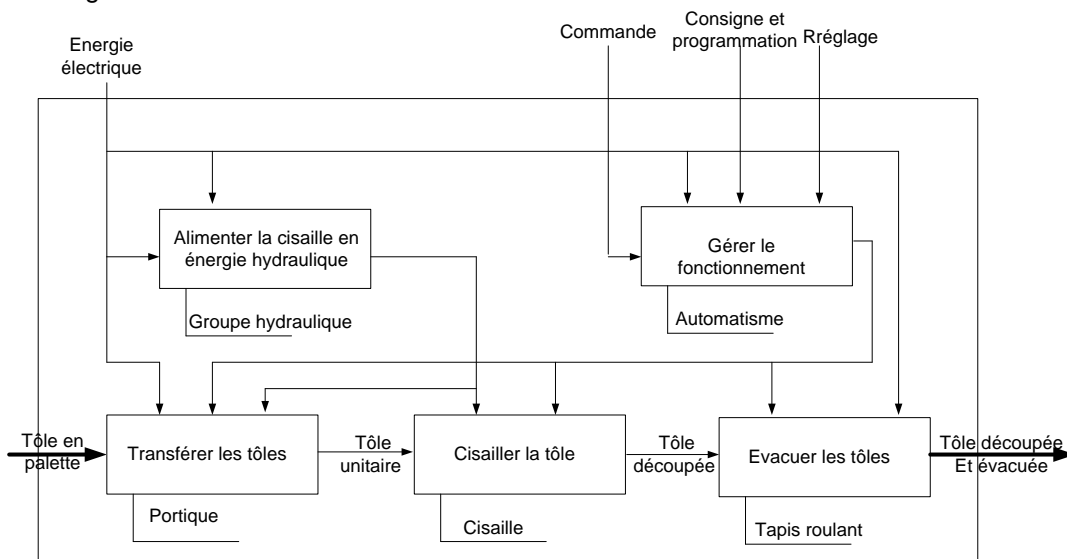 Energie
électrique
Commande
Consigne et
programmation
Rréglage
Alimenter la cisaille en
énergie hydraulique
Groupe hydraulique
Gérer le
fonctionnement
Automatisme
Tôle en
palette
Transférer les tôles
Portique
Tôle
unitaire
Cisailler la tôle
Cisaille
Tôle
découpée
Evacuer les tôles
Tapis roulant
Tôle découpée
Et évacuée